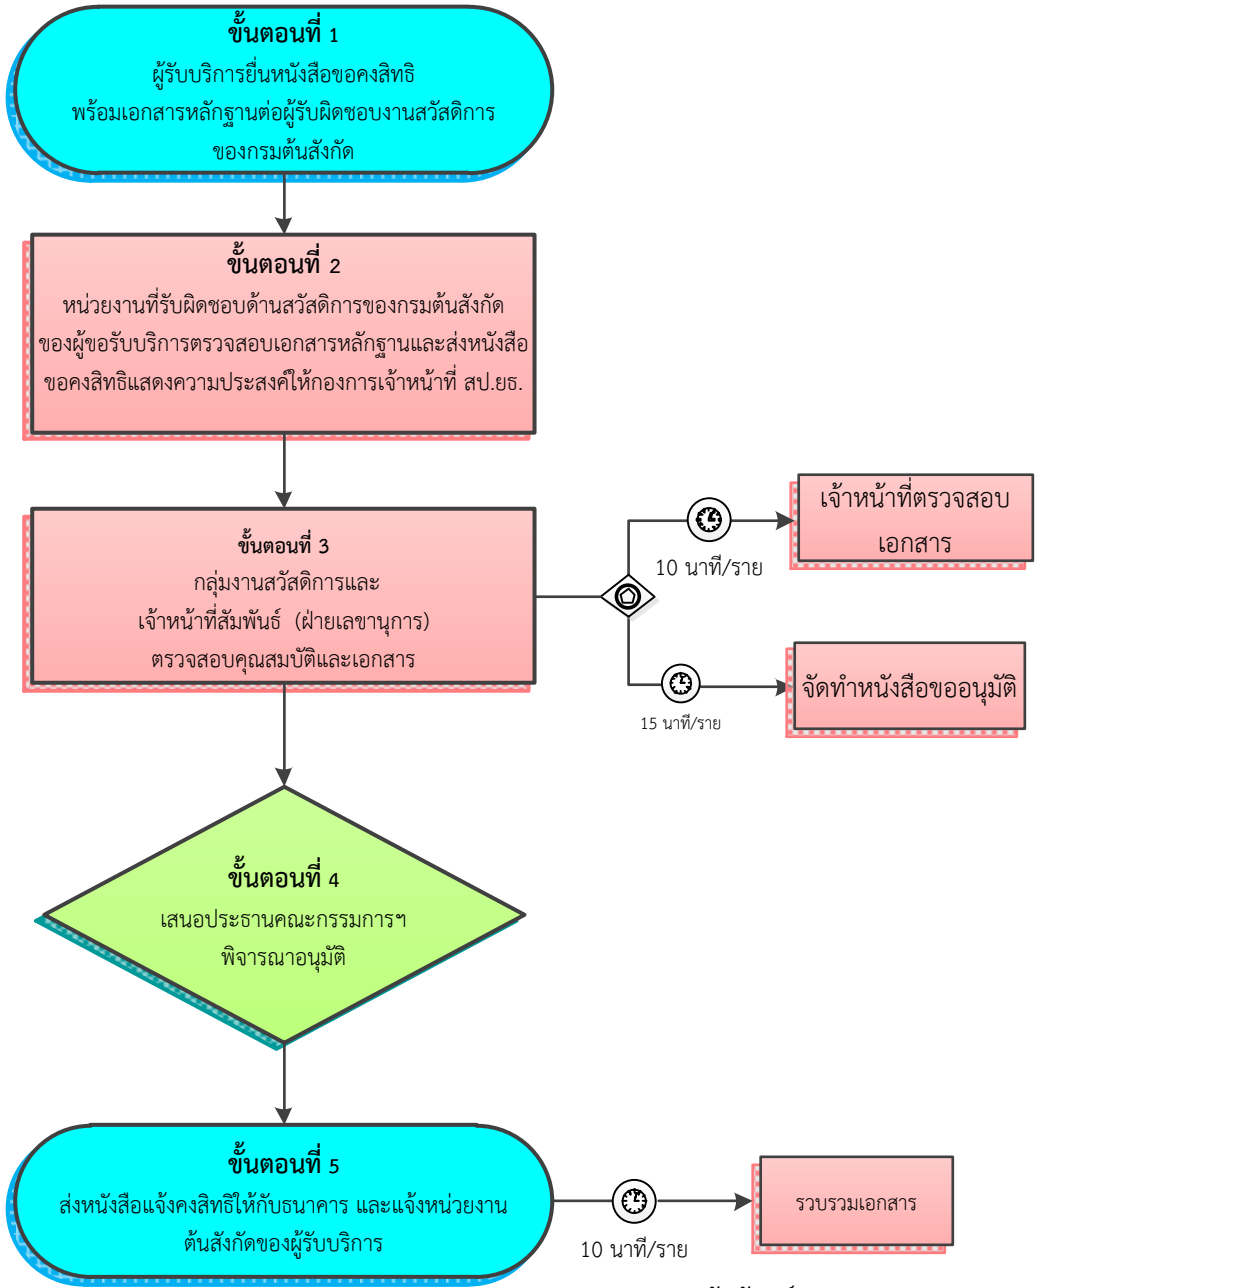 ขั้นตอนที่ 1
ผู้รับบริการยื่นหนังสือขอคงสิทธิ
พร้อมเอกสารหลักฐานต่อผู้รับผิดชอบงานสวัสดิการ
ของกรมต้นสังกัด
ขั้นตอนที่ 2
หน่วยงานที่รับผิดชอบด้านสวัสดิการของกรมต้นสังกัด
ของผู้ขอรับบริการตรวจสอบเอกสารหลักฐานและส่งหนังสือ
ขอคงสิทธิแสดงความประสงค์ให้กองการเจ้าหน้าที่ สป.ยธ.
ขั้นตอนที่ 3
กลุ่มงานสวัสดิการและ
เจ้าหน้าที่สัมพันธ์ (ฝ่ายเลขานุการ)
ตรวจสอบคุณสมบัติและเอกสาร
10 นาที/ราย
เจ้าหน้าที่ตรวจสอบ
เอกสาร
15 นาที/ราย
จัดทำหนังสือขออนุมัติ
ขั้นตอนที่ 4
เสนอประธานคณะกรรมการฯ
พิจารณาอนุมัติ
ขั้นตอนที่ 5
ส่งหนังสือแจ้งคงสิทธิให้กับธนาคาร และแจ้งหน่วยงาน
ต้นสังกัดของผู้รับบริการ
10 นาที/ราย
รวบรวมเอกสาร